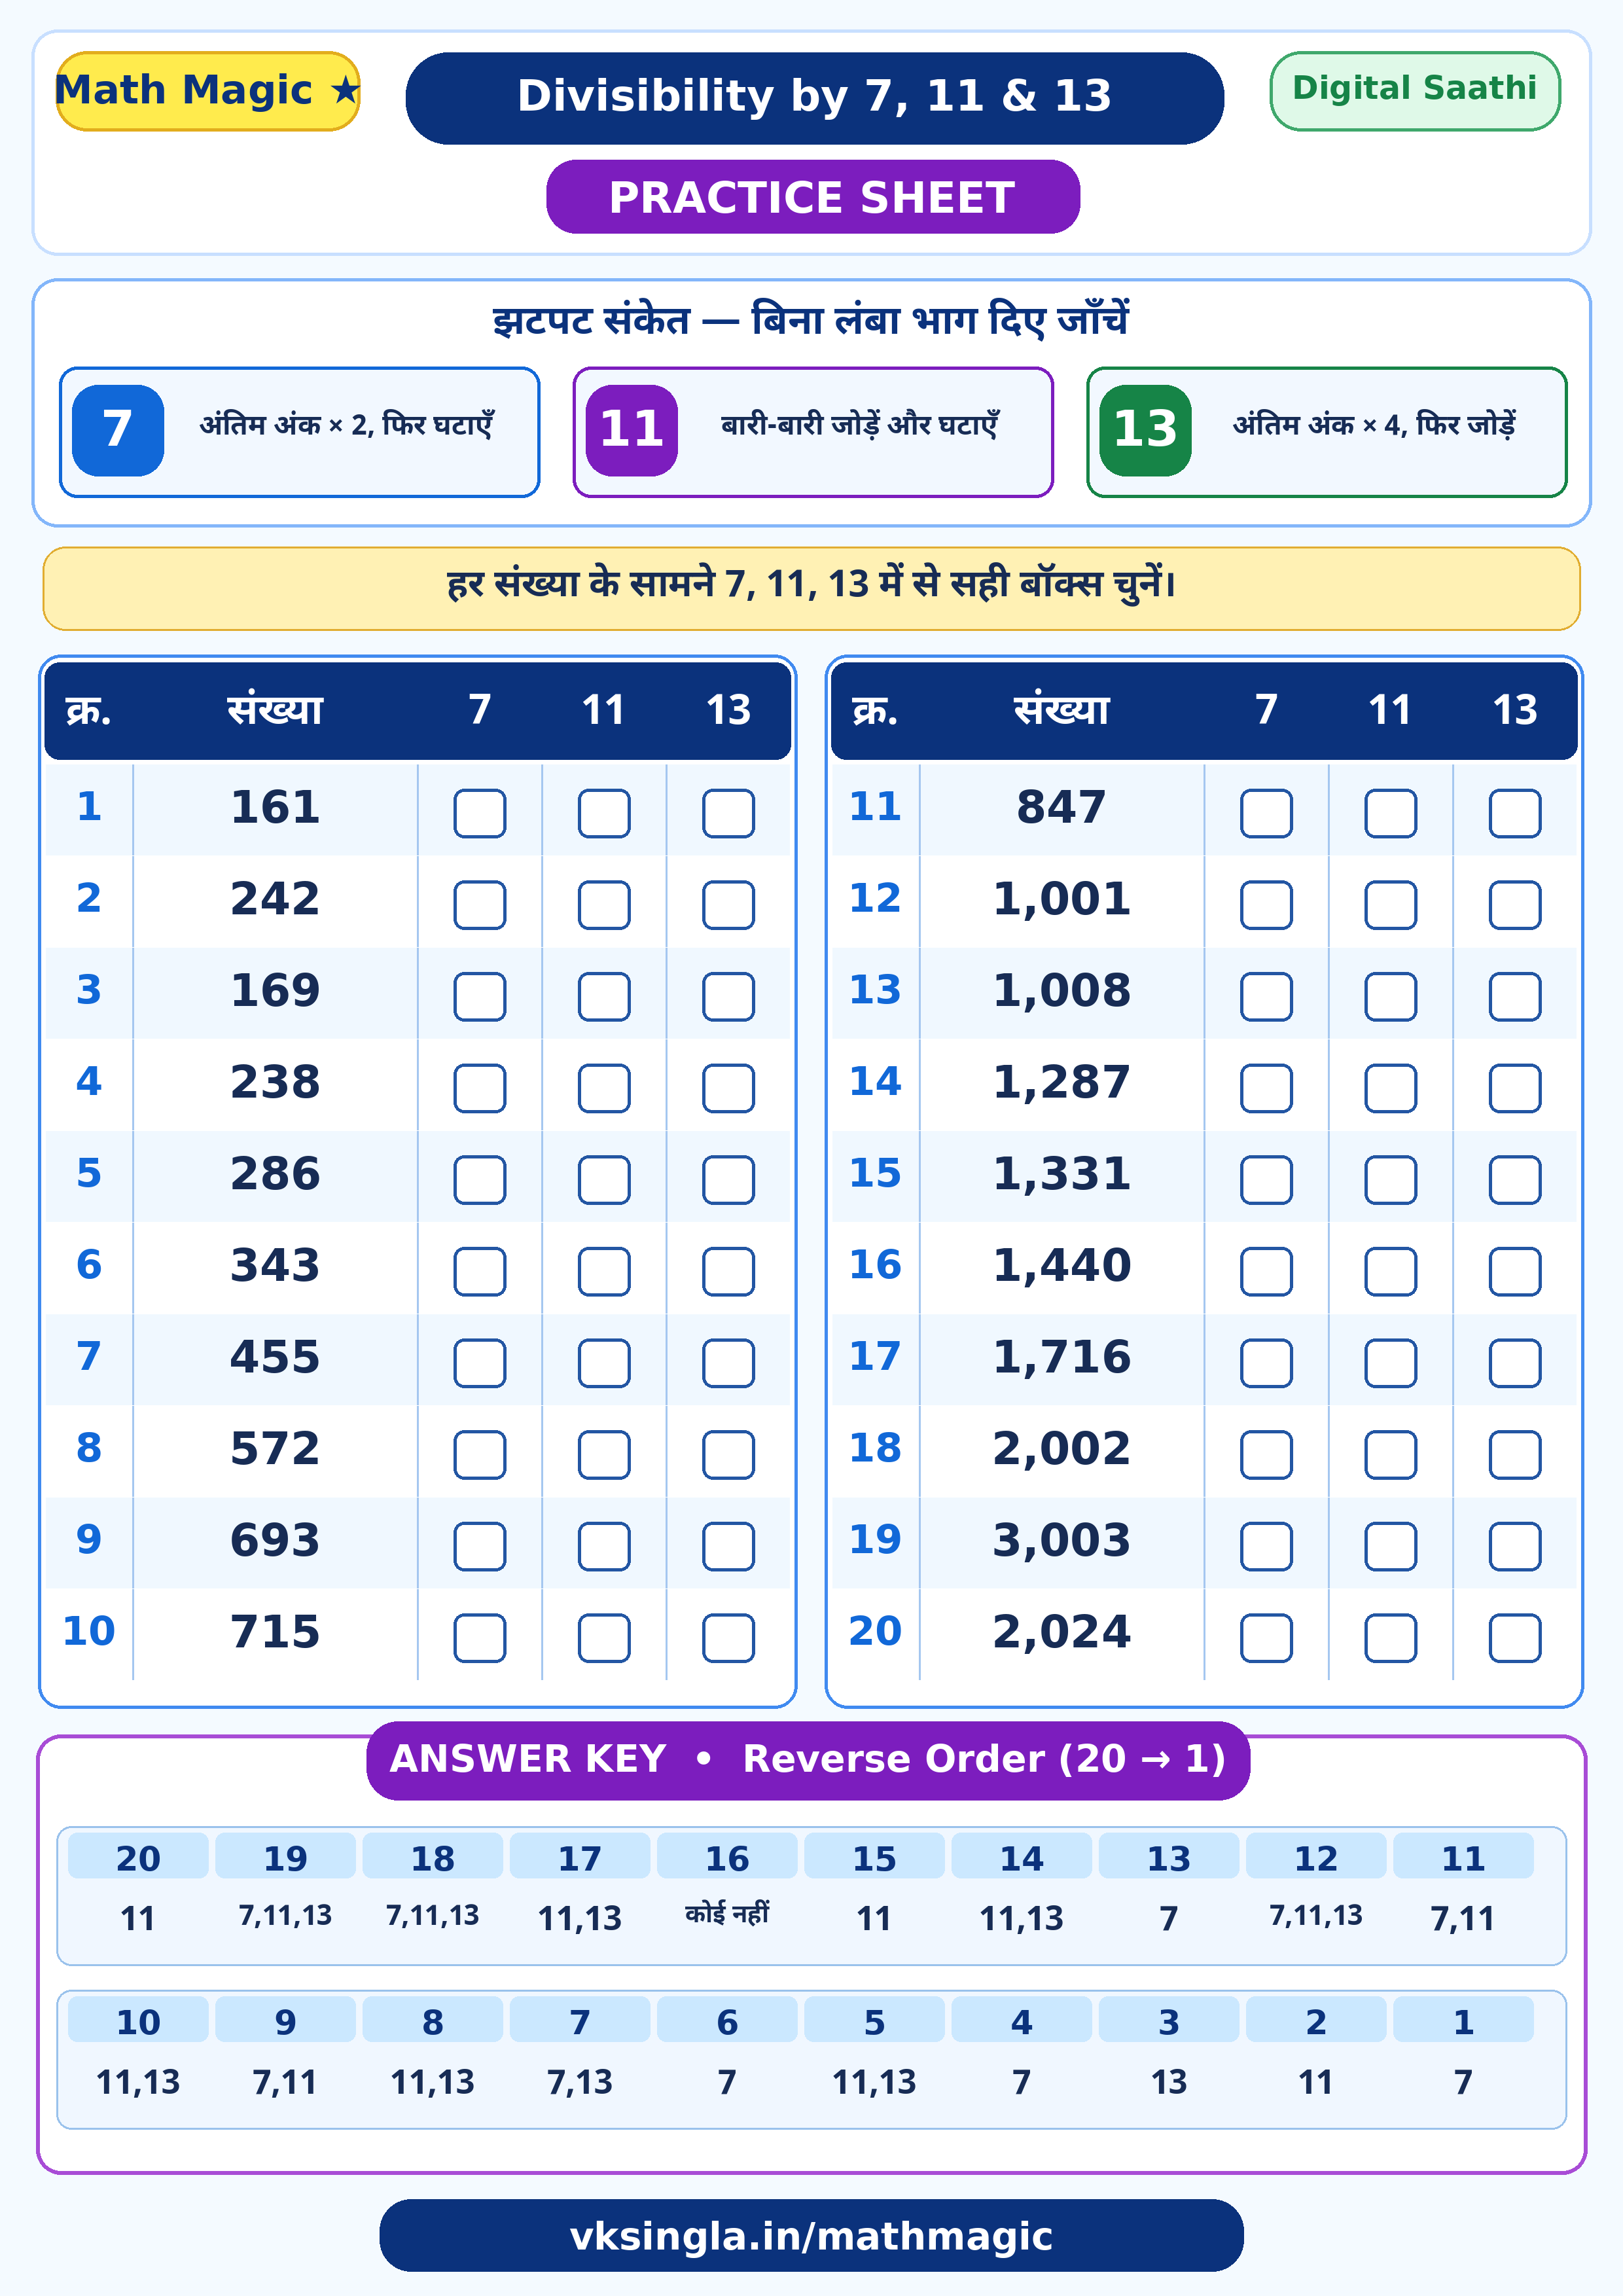 Math Magic ★
Divisibility by 7, 11 & 13
Digital Saathi
PRACTICE SHEET
झटपट संकेत — बिना लंबा भाग दिए जाँचें
7 अंतिम अंक × 2, फिर घटाएँ
11 बारी-बारी जोड़ें और घटाएँ
13 अंतिम अंक × 4, फिर जोड़ें
हर संख्या के सामने 7, 11, 13 में से सही बॉक्स चुनें।
क्र. संख्या 7 11 13
1 161
2 242
3 169
4 238
5 286
6 343
7 455
8 572
9 693
10 715
क्र. संख्या 7 11 13
11 847
12 1,001
13 1,008
14 1,287
15 1,331
16 1,440
17 1,716
18 2,002
19 3,003
20 2,024
ANSWER KEY • Reverse Order (20 → 1)
20 19 18 17 16 15 14 13 12 11
11 7,11,13 7,11,13 11,13 कोई नहीं 11 11,13 7 7,11,13 7,11
10 9 8 7 6 5 4 3 2 1
11,13 7,11 11,13 7,13 7 11,13 7 13 11 7
vksingla.in/mathmagic